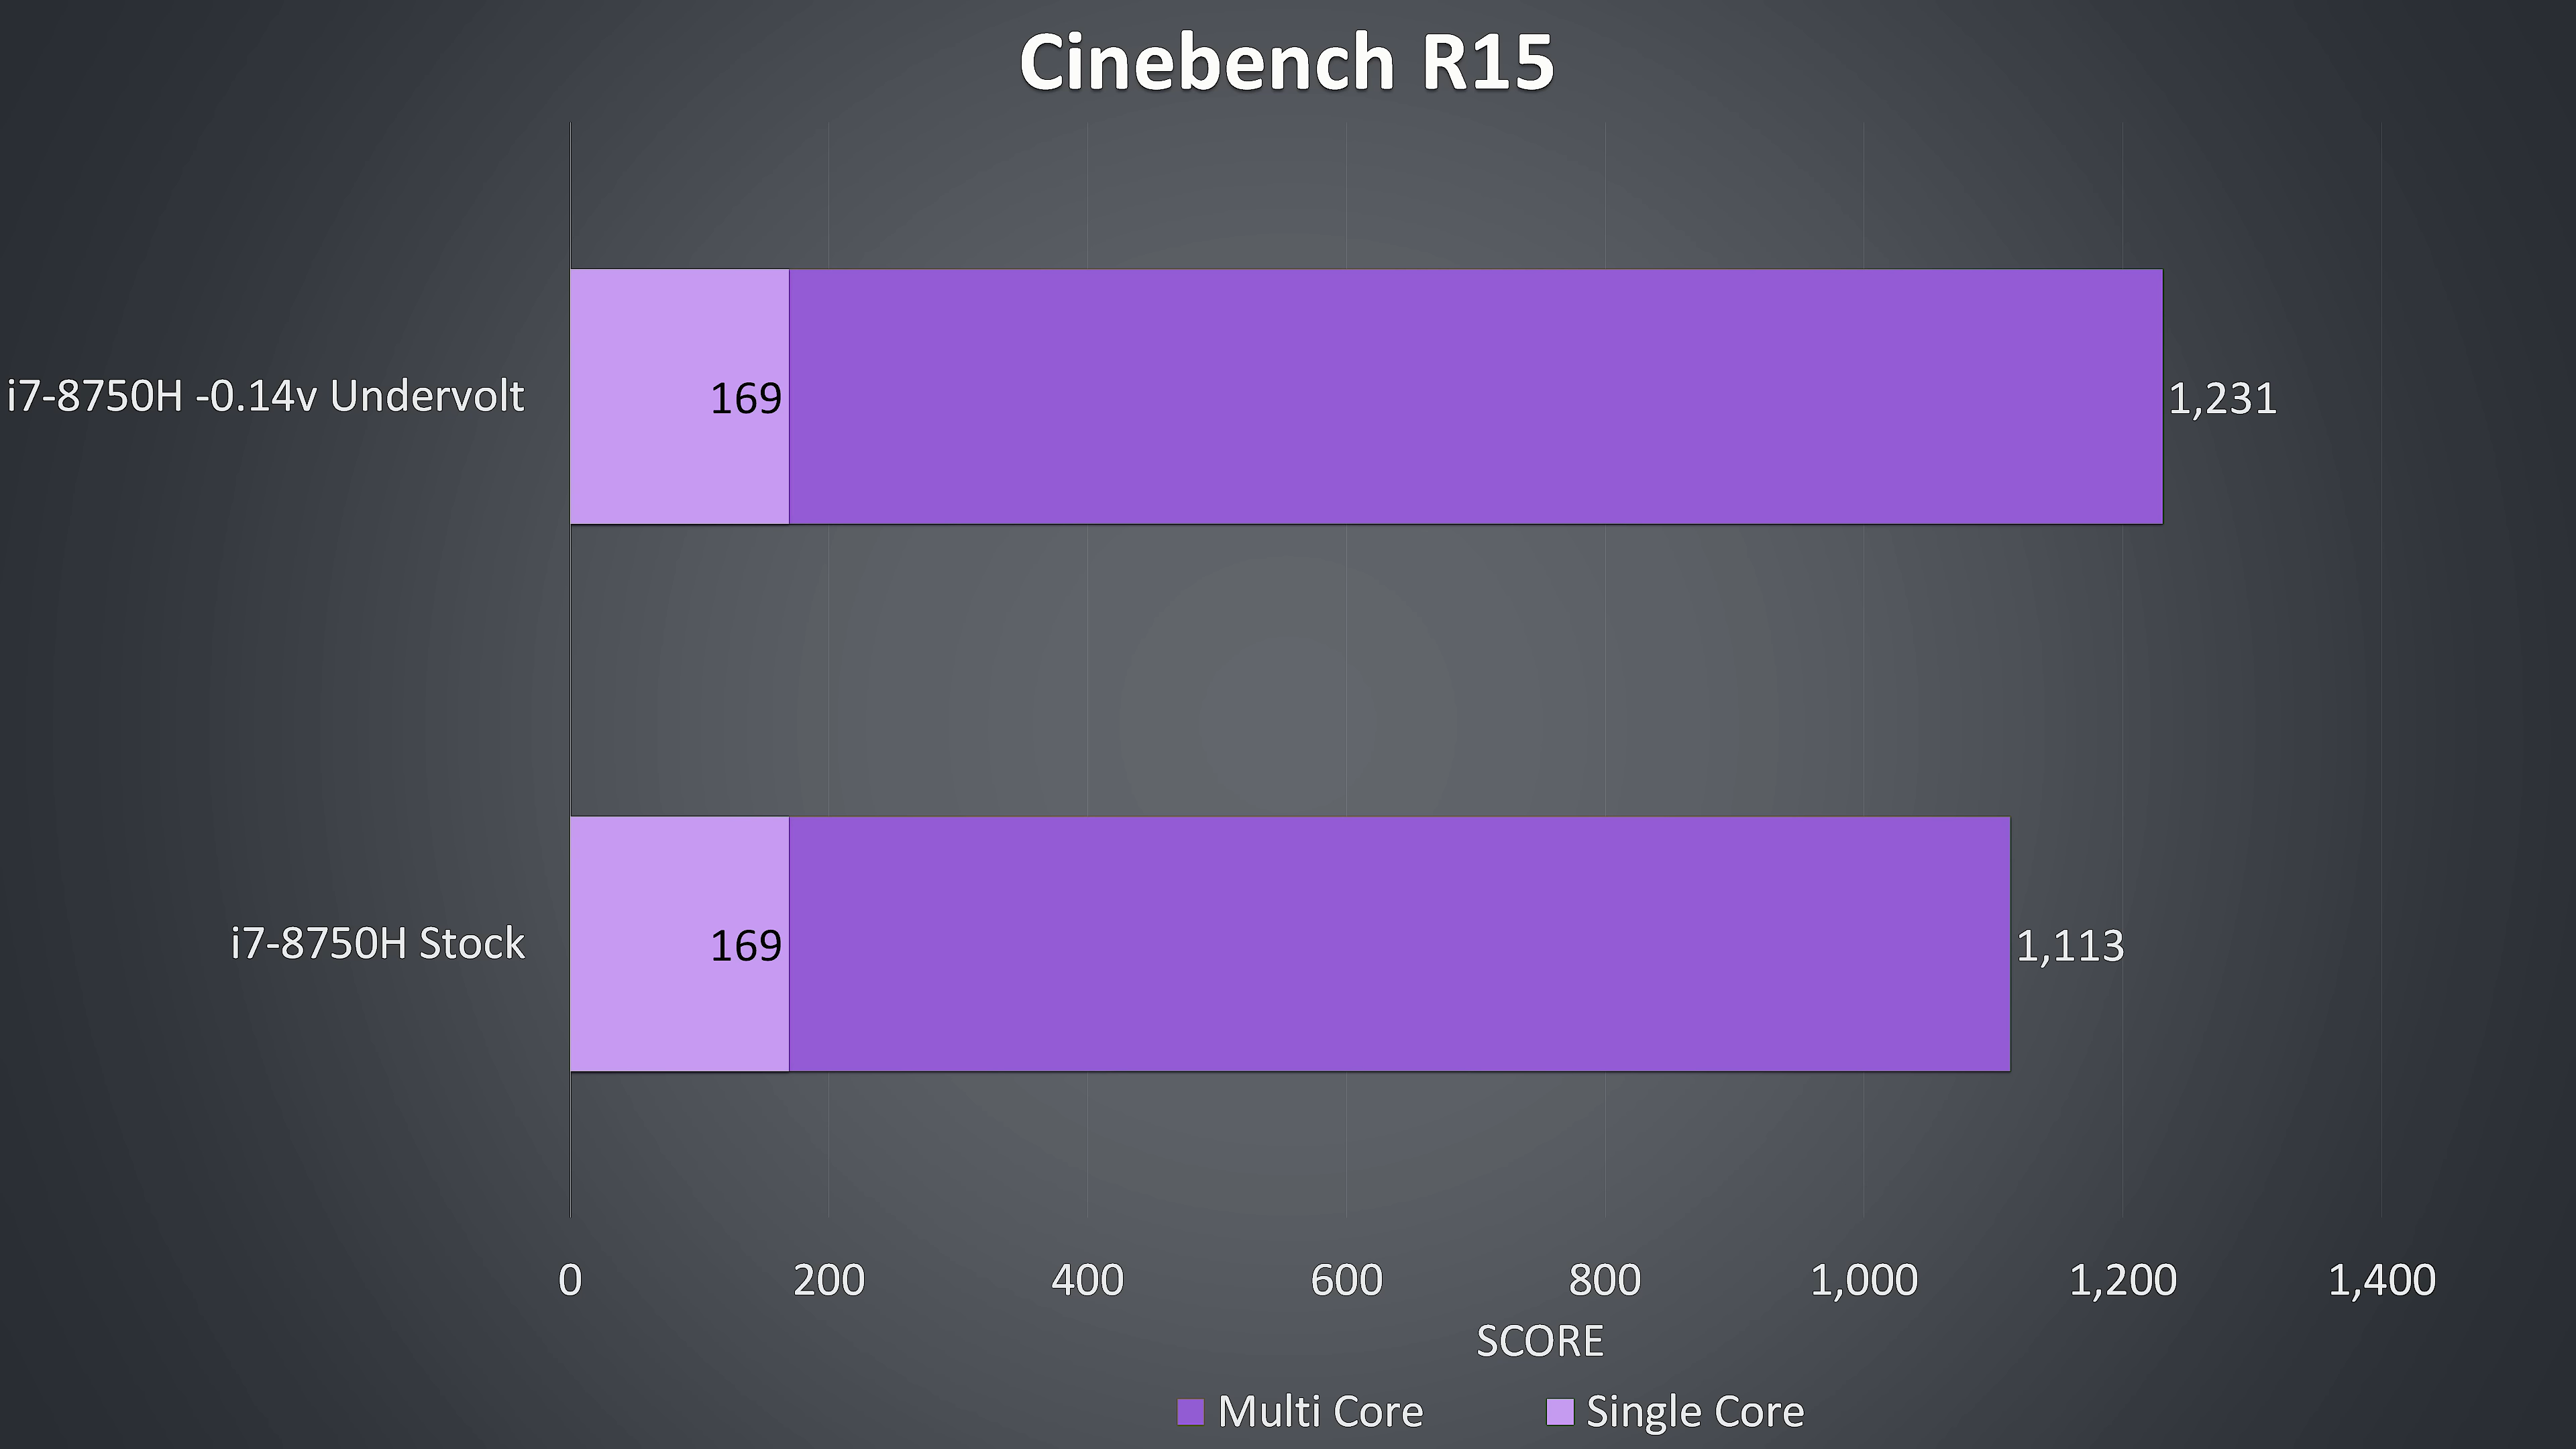 Cinebench R15
i7-8750H -0.14v Undervolt
169
1,231
i7-8750H Stock
169
1,113
0 200 400 600 800 1,000 1,200 1,400
SCORE
Multi Core Single Core